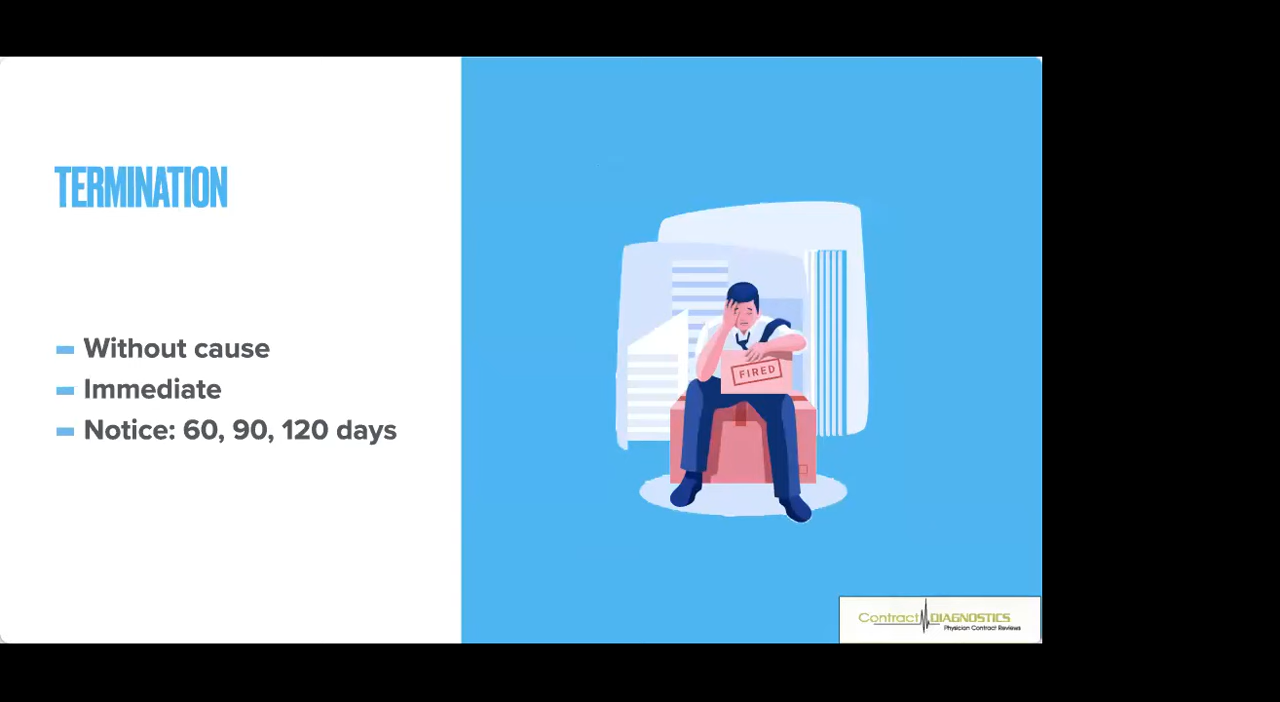 TERMINATION
Without cause
Immediate
Notice: 60, 90, 120 days
FIRED
Contract DIAGNOSTICS
Physician Contract Reviews